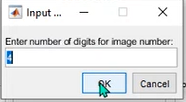 Input ...
Enter number of digits for image number:
4
OK
Cancel